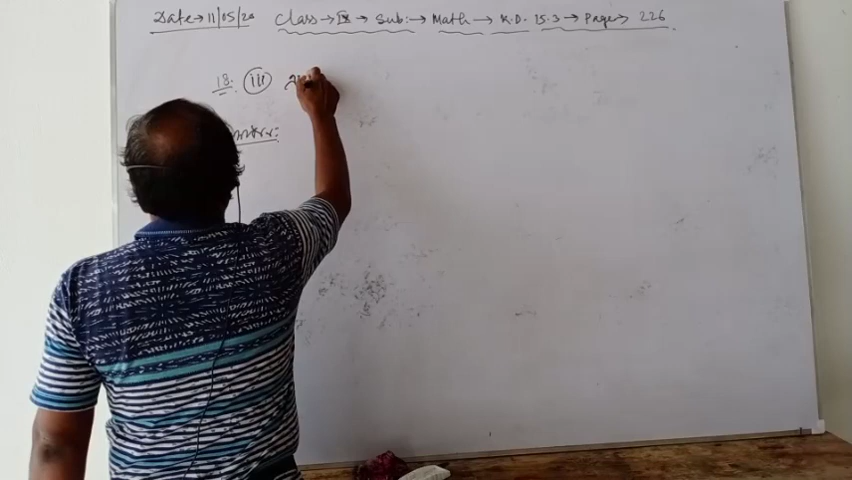 Date→11/05/20 Class→IX→Sub:→Math→K.D. 15.3→Page→ 226
18. iii